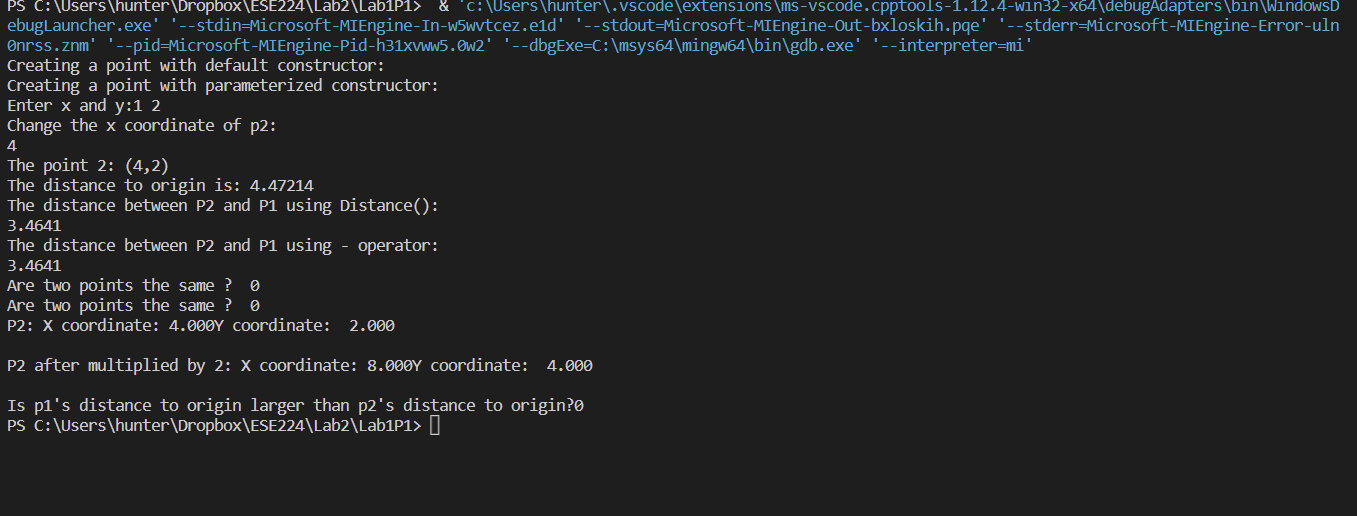 PS C:\Users\hunter\Dropbox\ESE224\Lab2\Lab1P1>  & 'c:\Users\hunter\.vscode\extensions\ms-vscode.cpptools-1.12.4-win32-x64\debugAdapters\bin\WindowsD
ebugLauncher.exe' '--stdin=Microsoft-MIEngine-In-w5wvtcez.e1d' '--stdout=Microsoft-MIEngine-Out-bxloskih.pqe' '--stderr=Microsoft-MIEngine-Error-uln
0nrss.znm' '--pid=Microsoft-MIEngine-Pid-h31xvww5.0w2' '--dbgExe=C:\msys64\mingw64\bin\gdb.exe' '--interpreter=mi'
Creating a point with default constructor:
Creating a point with parameterized constructor:
Enter x and y:1 2
Change the x coordinate of p2:
4
The point 2: (4,2)
The distance to origin is: 4.47214
The distance between P2 and P1 using Distance():
3.4641
The distance between P2 and P1 using - operator:
3.4641
Are two points the same ?  0
Are two points the same ?  0
P2: X coordinate: 4.000Y coordinate:  2.000
P2 after multiplied by 2: X coordinate: 8.000Y coordinate:  4.000
Is p1's distance to origin larger than p2's distance to origin?0
PS C:\Users\hunter\Dropbox\ESE224\Lab2\Lab1P1>